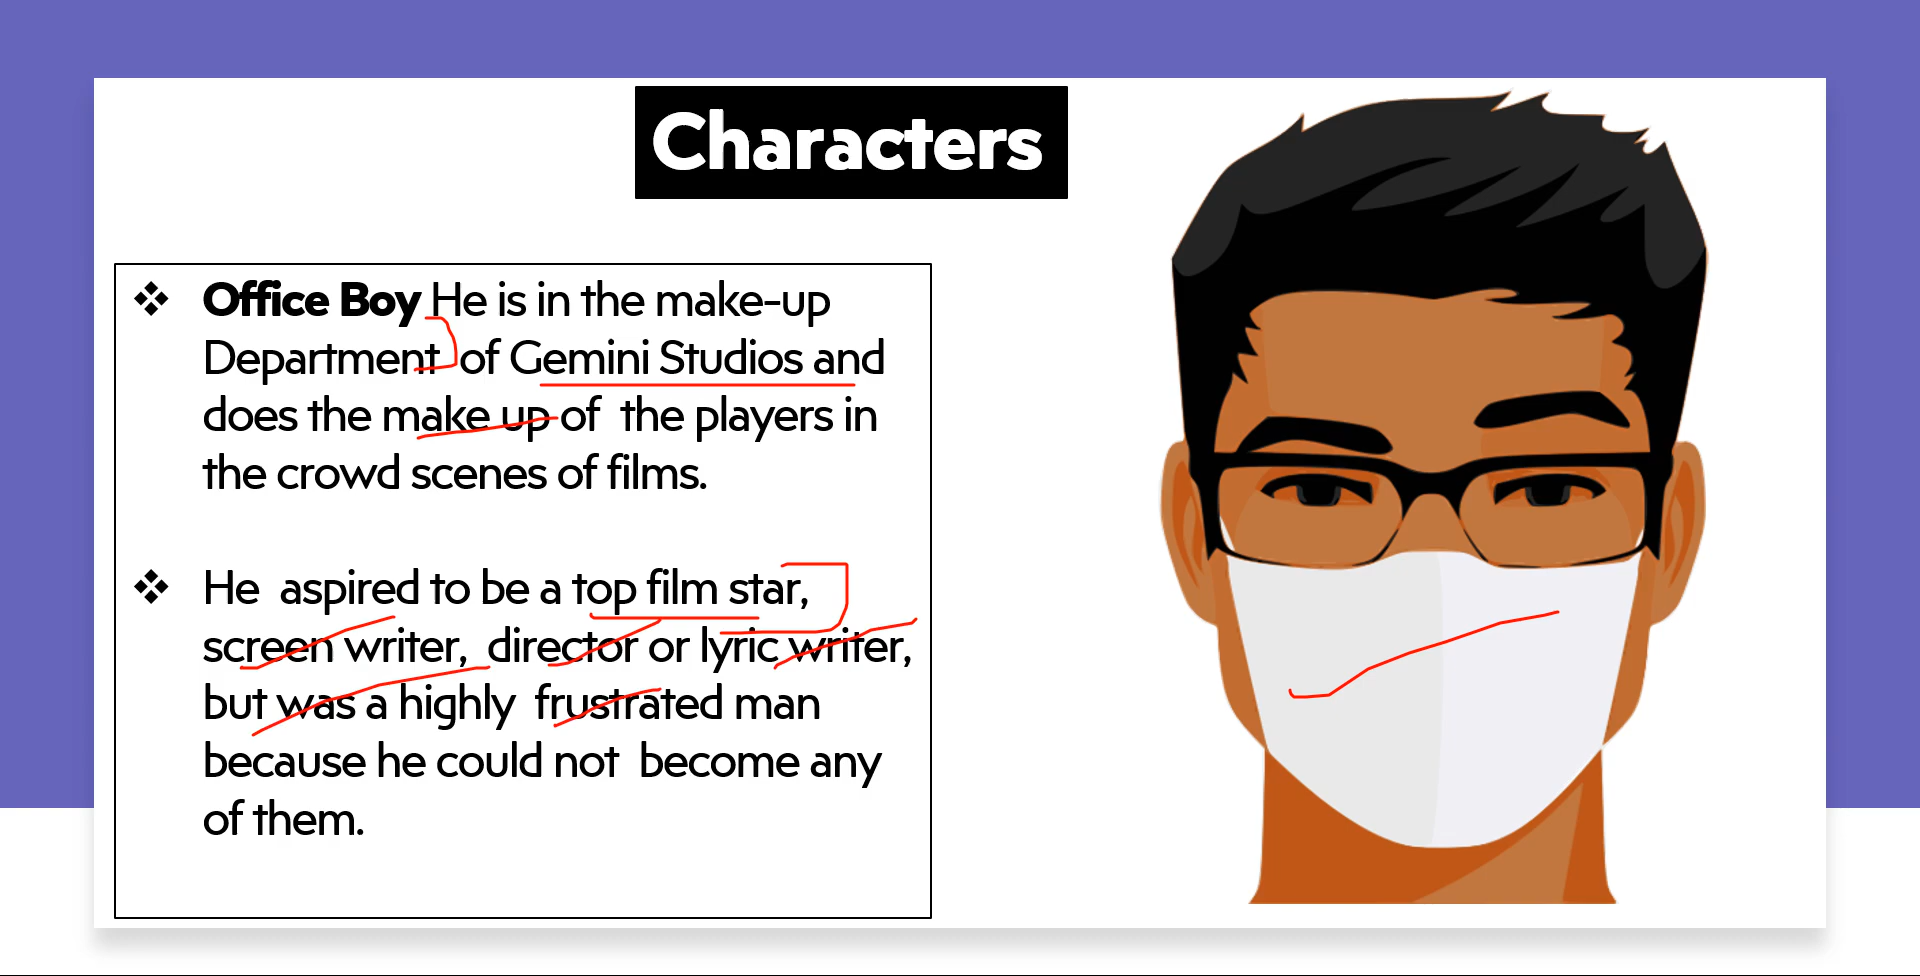 Characters
❖ Office Boy He is in the make-up
Department of Gemini Studios and
does the make up of the players in
the crowd scenes of films.
❖ He aspired to be a top film star,
screen writer, director or lyric writer,
but was a highly frustrated man
because he could not become any
of them.